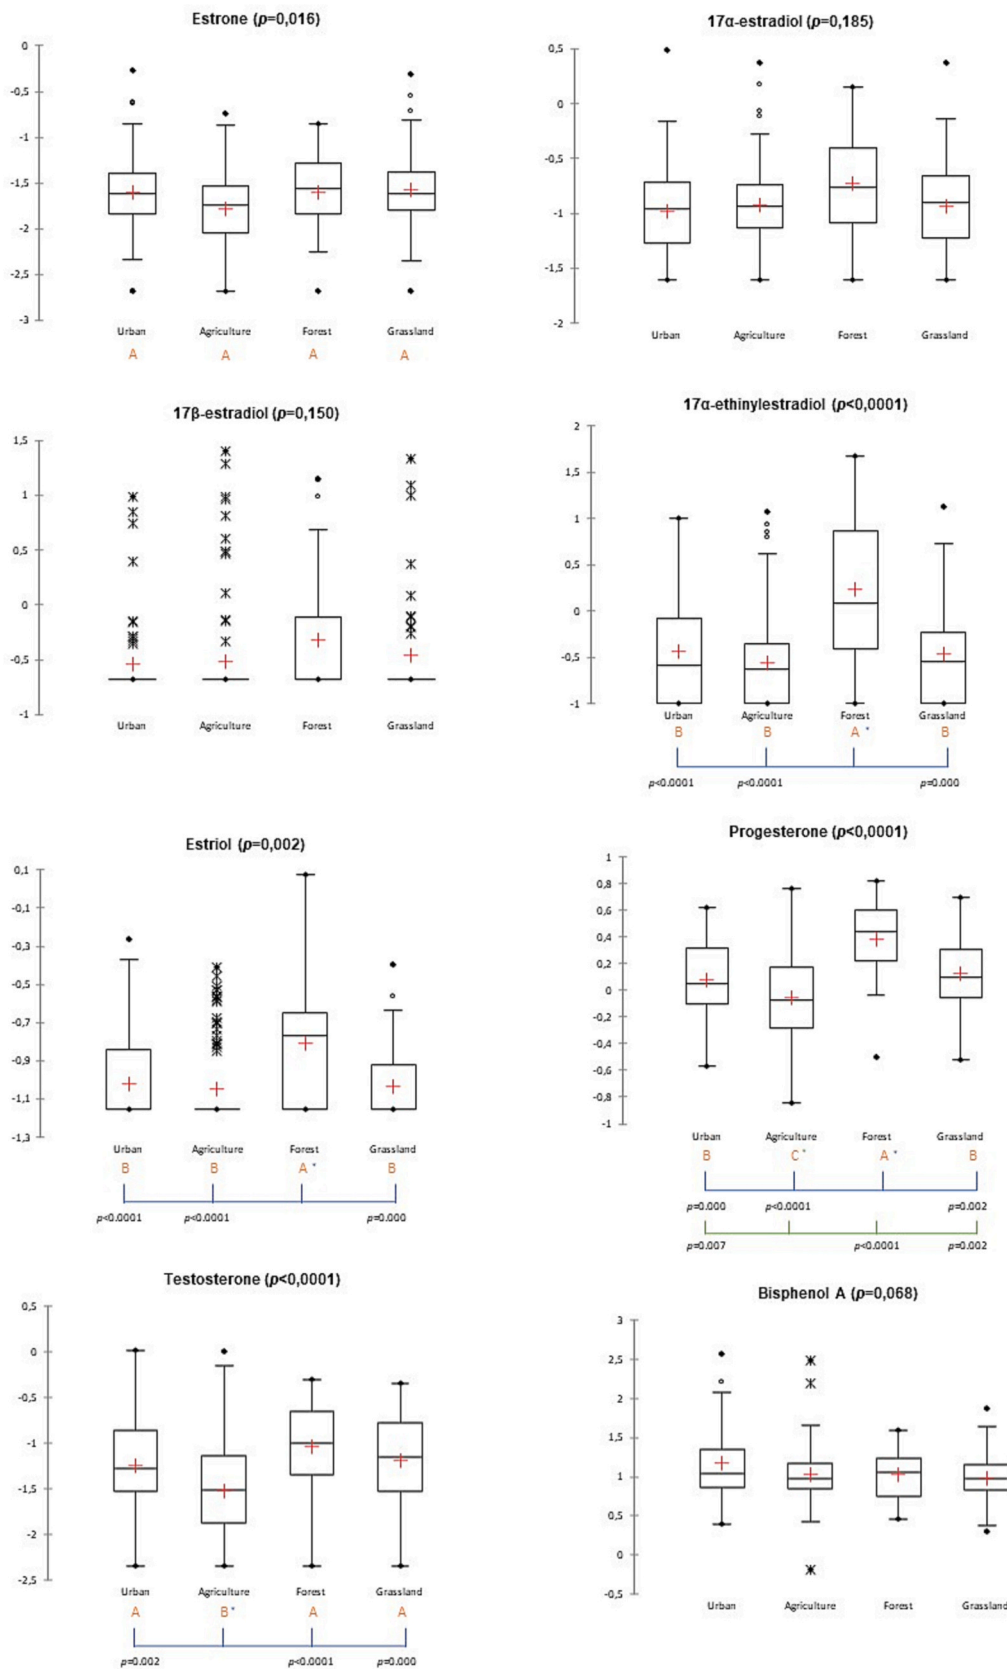 Estrone (p=0,016)
0
-0,5
-1
-1,5
-2
-2,5
-3
Urban Agriculture Forest Grassland
A A A A
17α-estradiol (p=0,185)
0,5
0
-0,5
-1
-1,5
-2
Urban Agriculture Forest Grassland
17β-estradiol (p=0,150)
1,5
1
0,5
0
-0,5
-1
Urban Agriculture Forest Grassland
17α-ethinylestradiol (p<0,0001)
2
1,5
1
0,5
0
-0,5
-1
Urban Agriculture Forest Grassland
B B A * B
p<0.0001 p<0.0001 p=0.000
Estriol (p=0,002)
0,1
-0,1
-0,3
-0,5
-0,7
-0,9
-1,1
-1,3
Urban Agriculture Forest Grassland
B B A * B
p<0.0001 p<0.0001 p=0.000
Progesterone (p<0,0001)
1
0,8
0,6
0,4
0,2
0
-0,2
-0,4
-0,6
-0,8
-1
Urban Agriculture Forest Grassland
B C * A * B
p=0.000 p<0.0001 p=0.002
p=0.007 p<0.0001 p=0.002
Testosterone (p<0,0001)
0,5
0
-0,5
-1
-1,5
-2
-2,5
Urban Agriculture Forest Grassland
A B * A A
p=0.002 p<0.0001 p=0.000
Bisphenol A (p=0,068)
3
2,5
2
1,5
1
0,5
0
-0,5
Urban Agriculture Forest Grassland